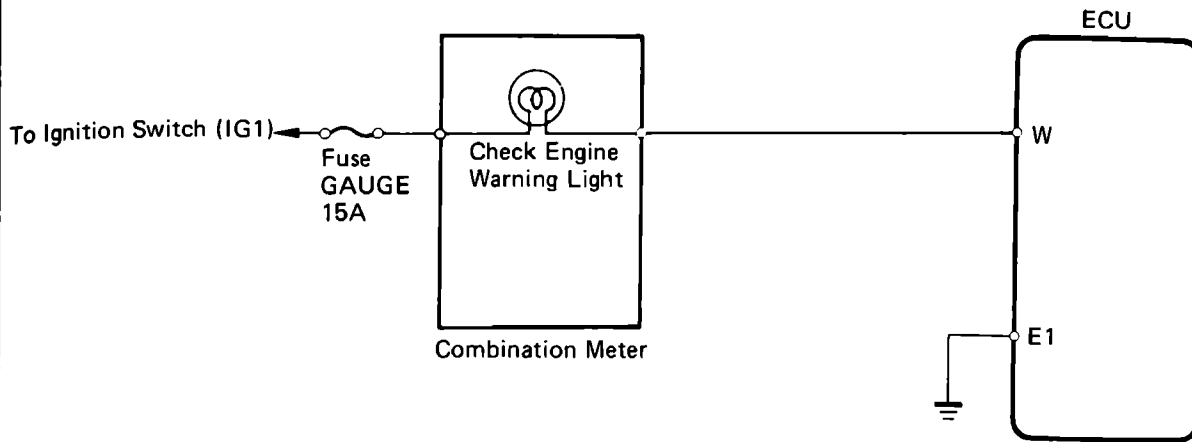 ECU
To Ignition Switch (IG1)
Fuse
GAUGE
15A
Check Engine
Warning Light
W
E1
Combination Meter